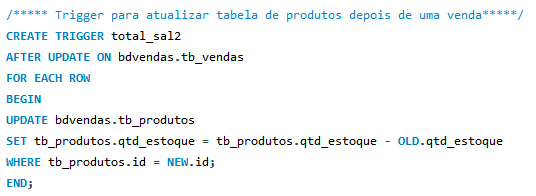 /***** Trigger para atualizar tabela de produtos depois de uma venda*****/
CREATE TRIGGER total_sal2
AFTER UPDATE ON bdvendas.tb_vendas
FOR EACH ROW
BEGIN
UPDATE bdvendas.tb_produtos
SET tb_produtos.qtd_estoque = tb_produtos.qtd_estoque - OLD.qtd_estoque
WHERE tb_produtos.id = NEW.id;
END;